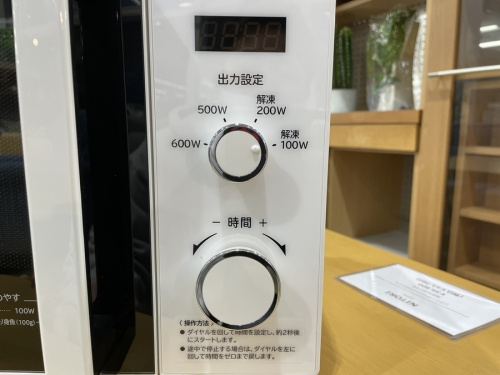 出力設定
500W
解凍
200W
600W
解凍
100W
− 時間 +
〈操作方法〉
● ダイヤルを回して時間を設定し、約2秒後
にスタートします。
● 途中で停止する場合は、ダイヤルを左に
回して時間をゼロまで戻します。
のやす
100W